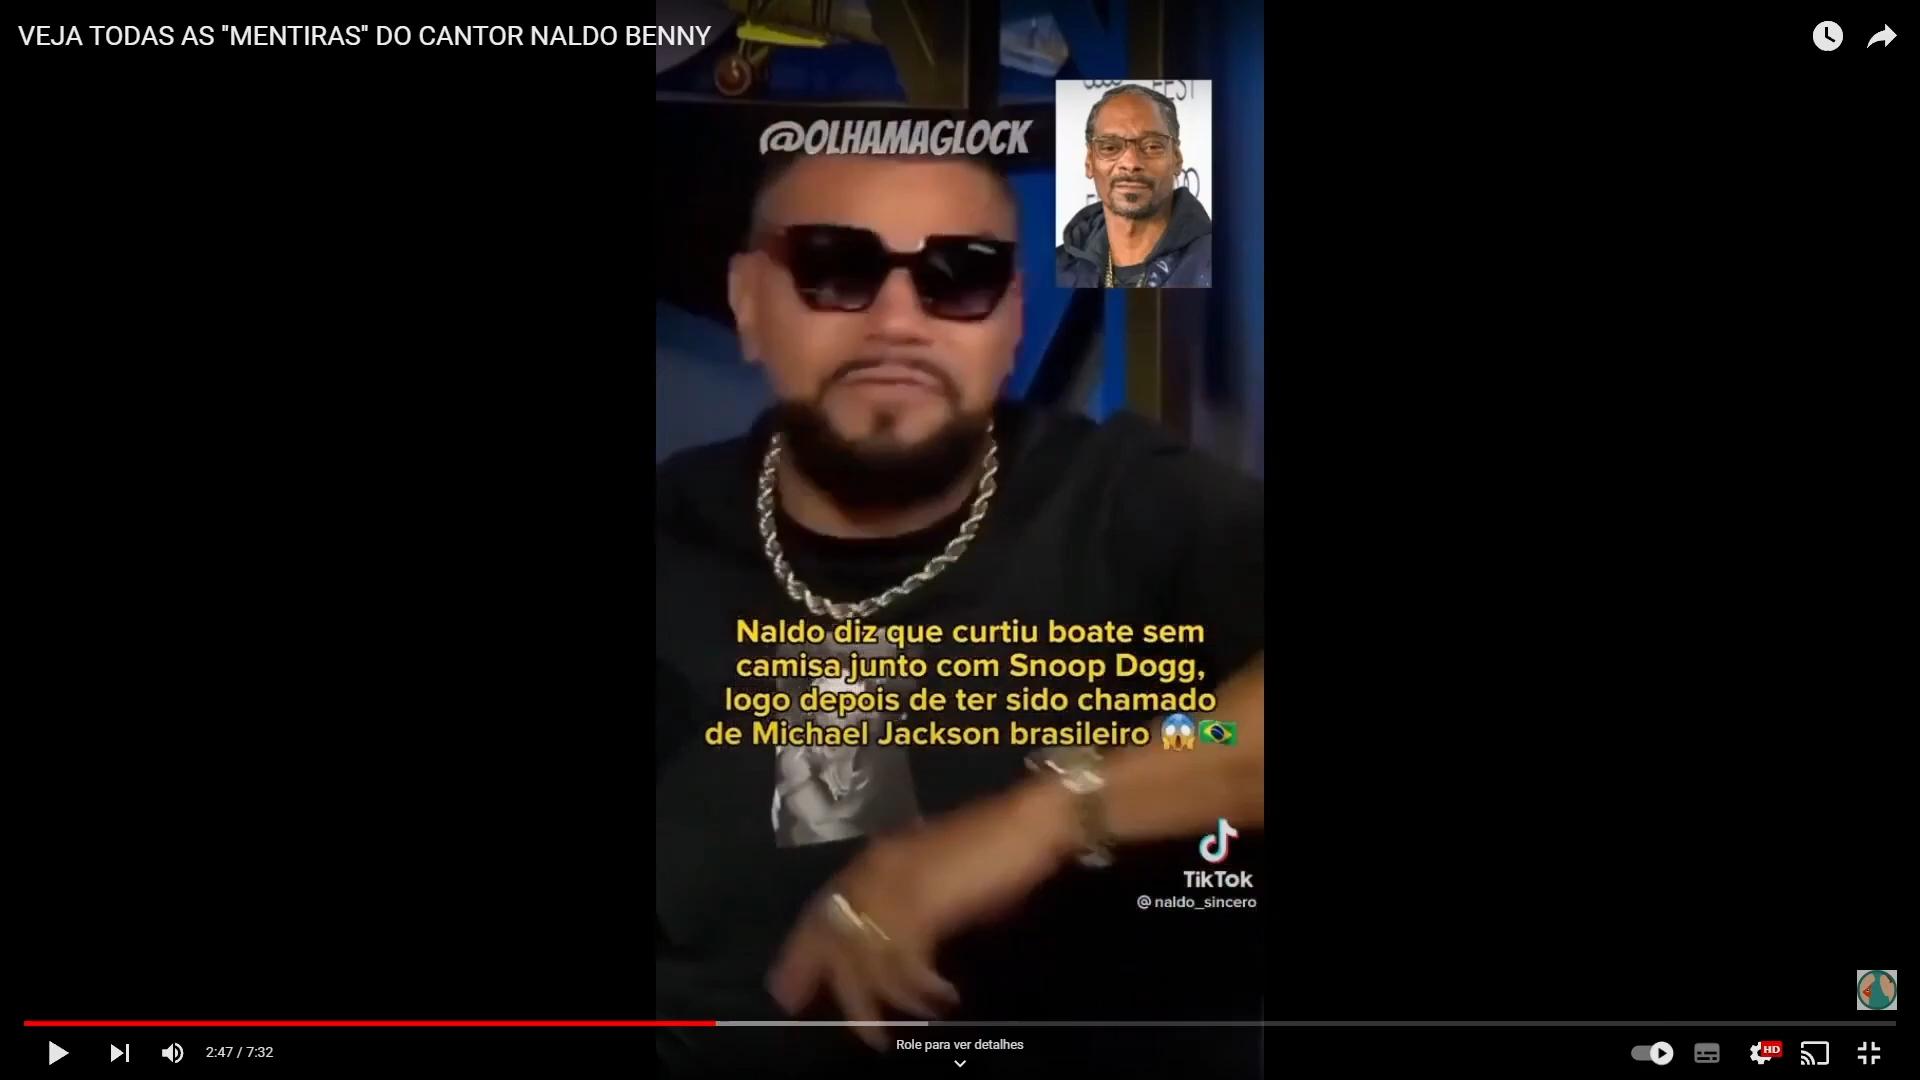 VEJA TODAS AS "MENTIRAS" DO CANTOR NALDO BENNY
@OLHAMAGLOCK
Naldo diz que curtiu boate sem
camisa junto com Snoop Dogg,
logo depois de ter sido chamado
de Michael Jackson brasileiro 😱🇧🇷
TikTok
@naldo_sincero
2:47 / 7:32
Role para ver detalhes
HD